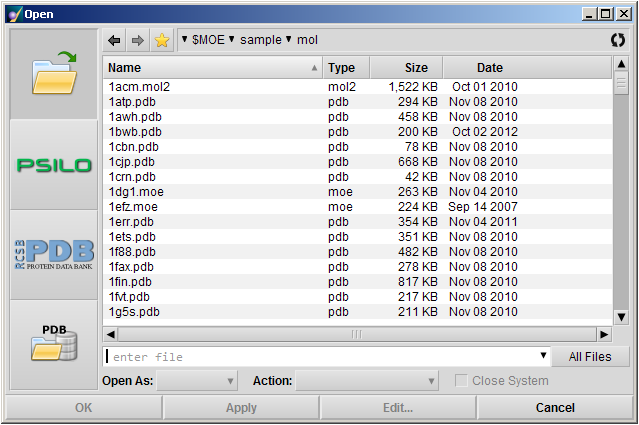 Open
$MOE sample mol
Name Type Size Date
1acm.mol2 mol2 1,522 KB Oct 01 2010
1atp.pdb pdb 294 KB Nov 08 2010
1awh.pdb pdb 458 KB Nov 08 2010
1bwb.pdb pdb 200 KB Oct 02 2012
1cbn.pdb pdb 78 KB Nov 08 2010
1cjp.pdb pdb 668 KB Nov 08 2010
1crn.pdb pdb 42 KB Nov 08 2010
1dg1.moe moe 263 KB Nov 04 2010
1efz.moe moe 224 KB Sep 14 2007
1err.pdb pdb 354 KB Nov 04 2011
1ets.pdb pdb 351 KB Nov 08 2010
1f88.pdb pdb 482 KB Nov 08 2010
1fax.pdb pdb 278 KB Nov 08 2010
1fin.pdb pdb 817 KB Nov 08 2010
1fvt.pdb pdb 217 KB Nov 08 2010
1g5s.pdb pdb 211 KB Nov 08 2010
PSILO
RCSB PDB
PROTEIN DATA BANK
PDB
enter file All Files
Open As: Action: Close System
OK Apply Edit... Cancel